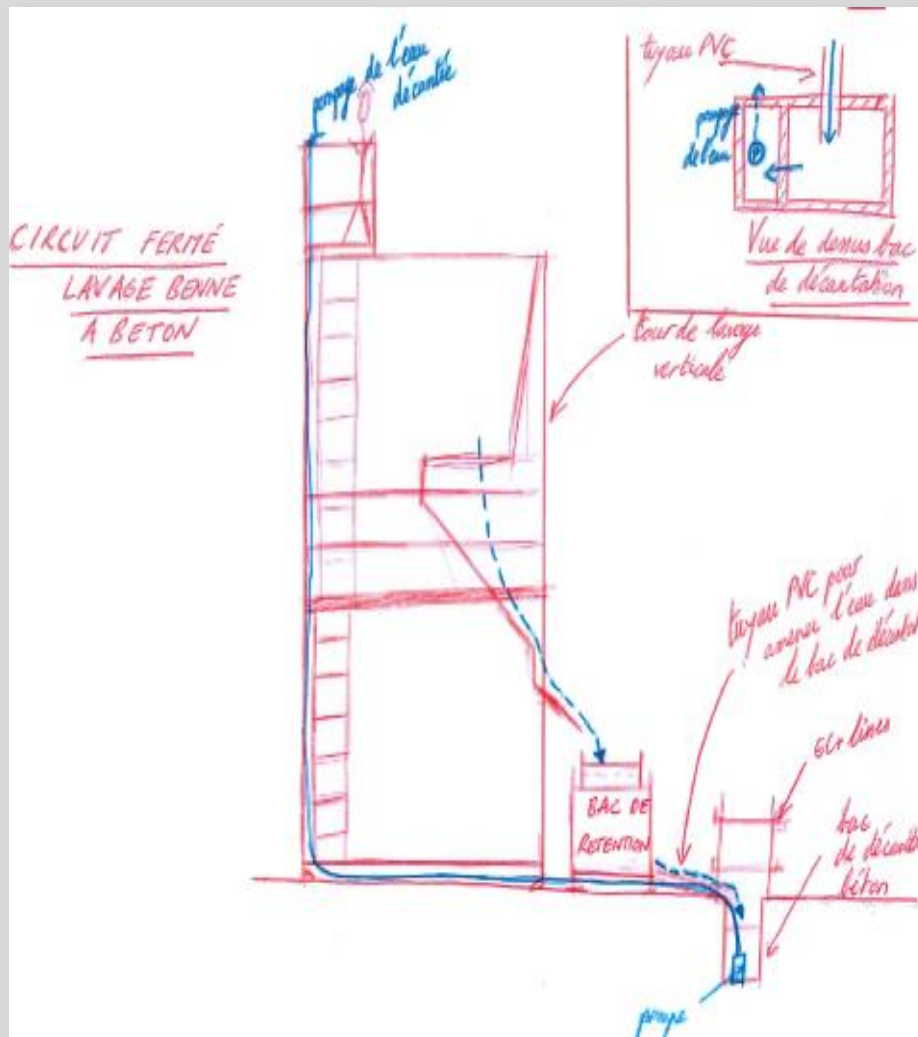 pompage de l'eau
décantée
CIRCUIT FERMÉ
LAVAGE BENNE
A BETON
tuyau PVC
pompage
de l'eau
P
Vue de dessus bac
de décantation
tour de lavage
verticale
tuyau PVC pour
amener l'eau dans
le bac de décantat
BAC DE
RETENTION
bac
de décanta
béton
pompe